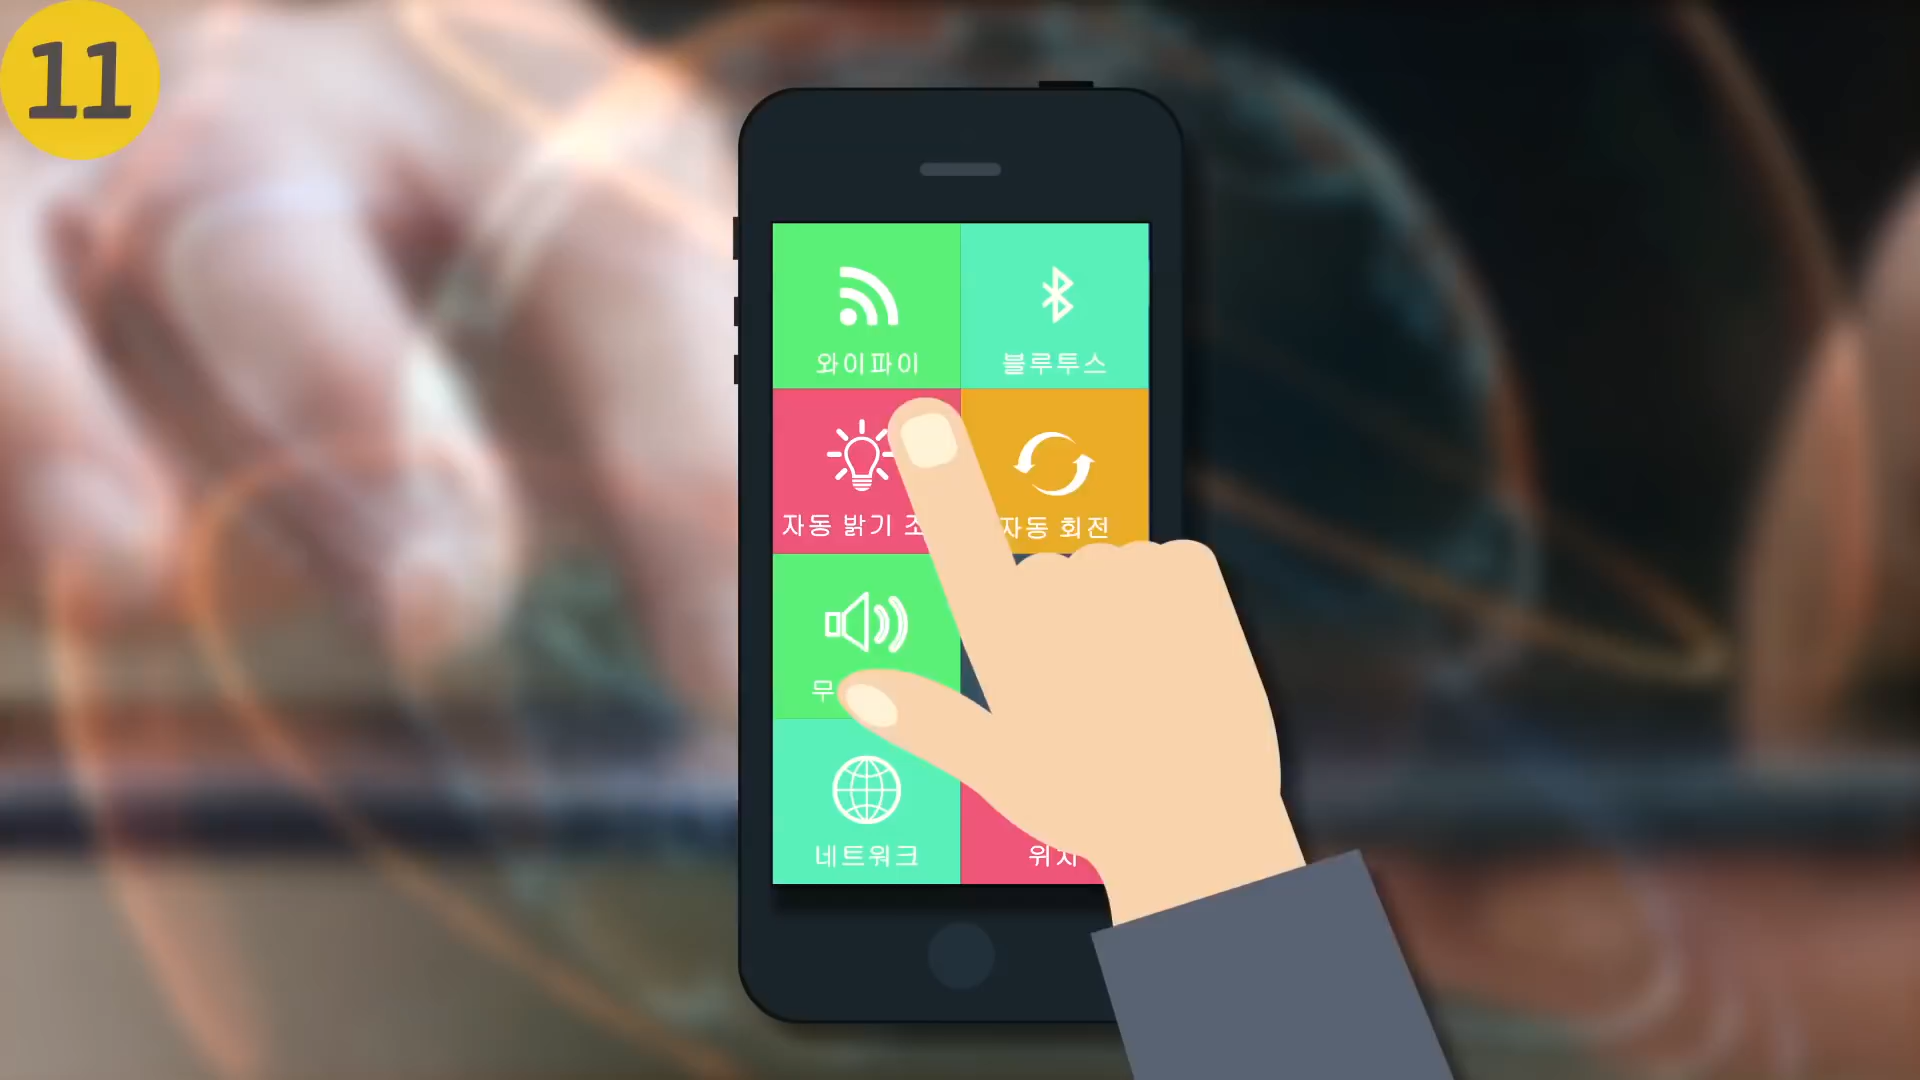 11
와이파이
블루투스
자동 밝기
자동 회전
네트워크